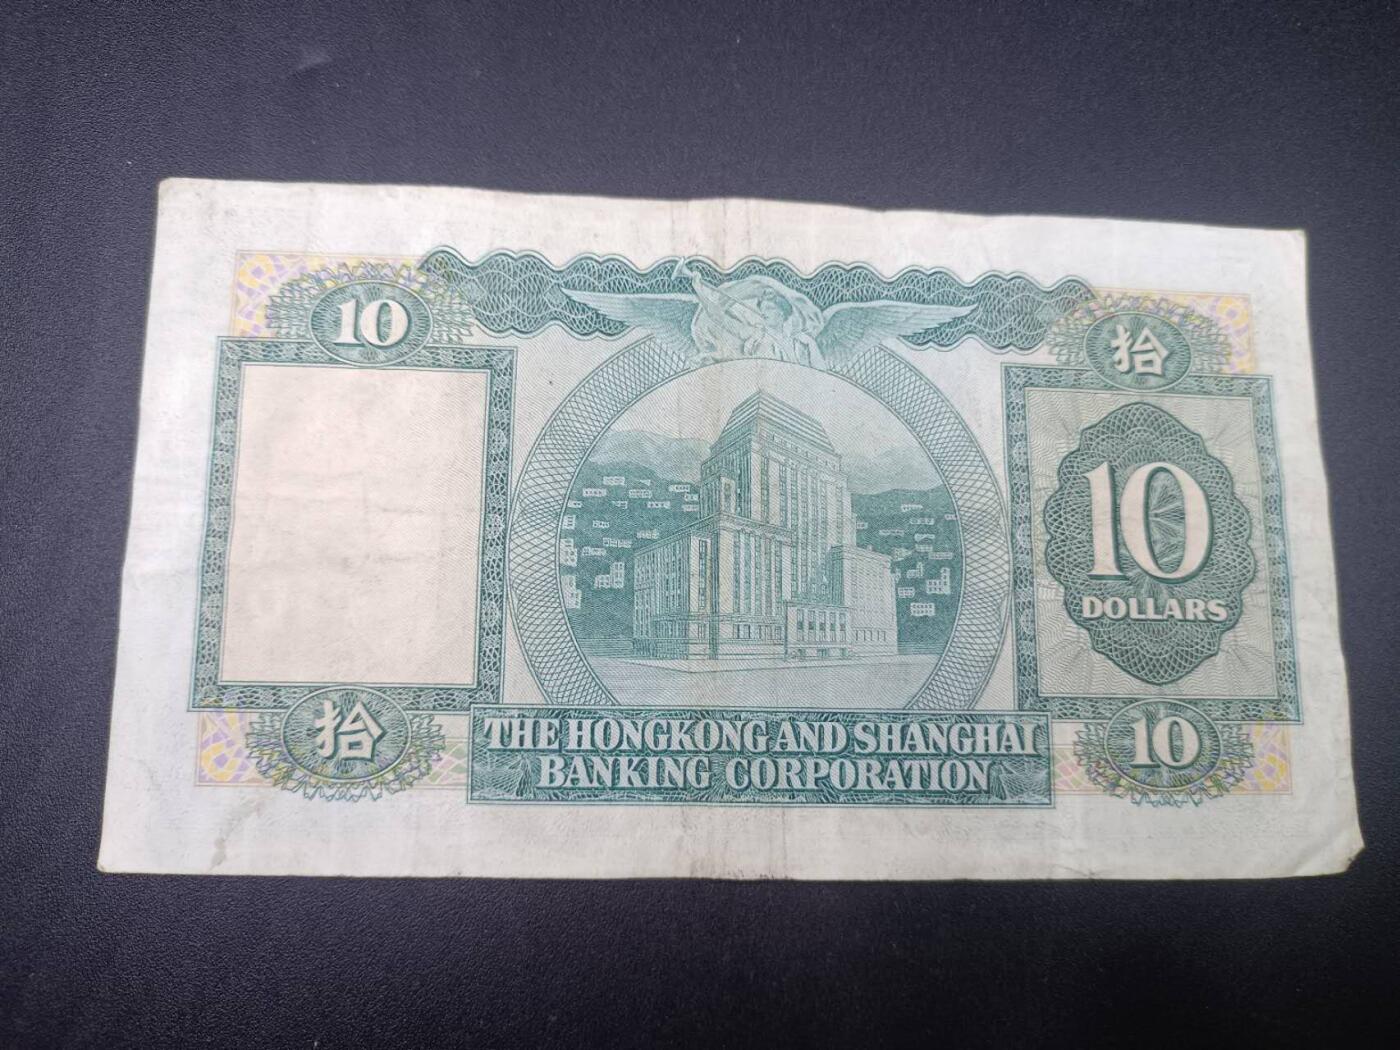 10
拾
10
DOLLARS
拾
10
THE HONGKONG AND SHANGHAI
BANKING CORPORATION